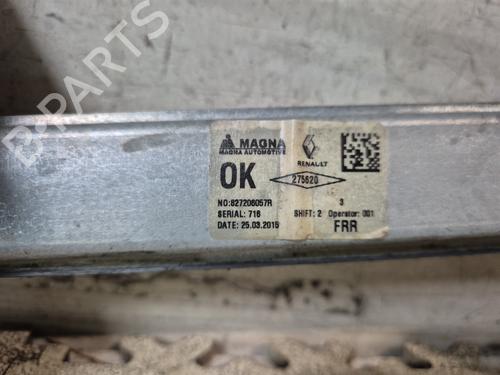 MAGNA
MAGNA AUTOMOTIVE
RENAULT
OK
275620
NO:827206057R
3
SERIAL: 716
SHIFT: 2 Operator: 001
DATE: 25.03.2015
FRR
B-PARTS